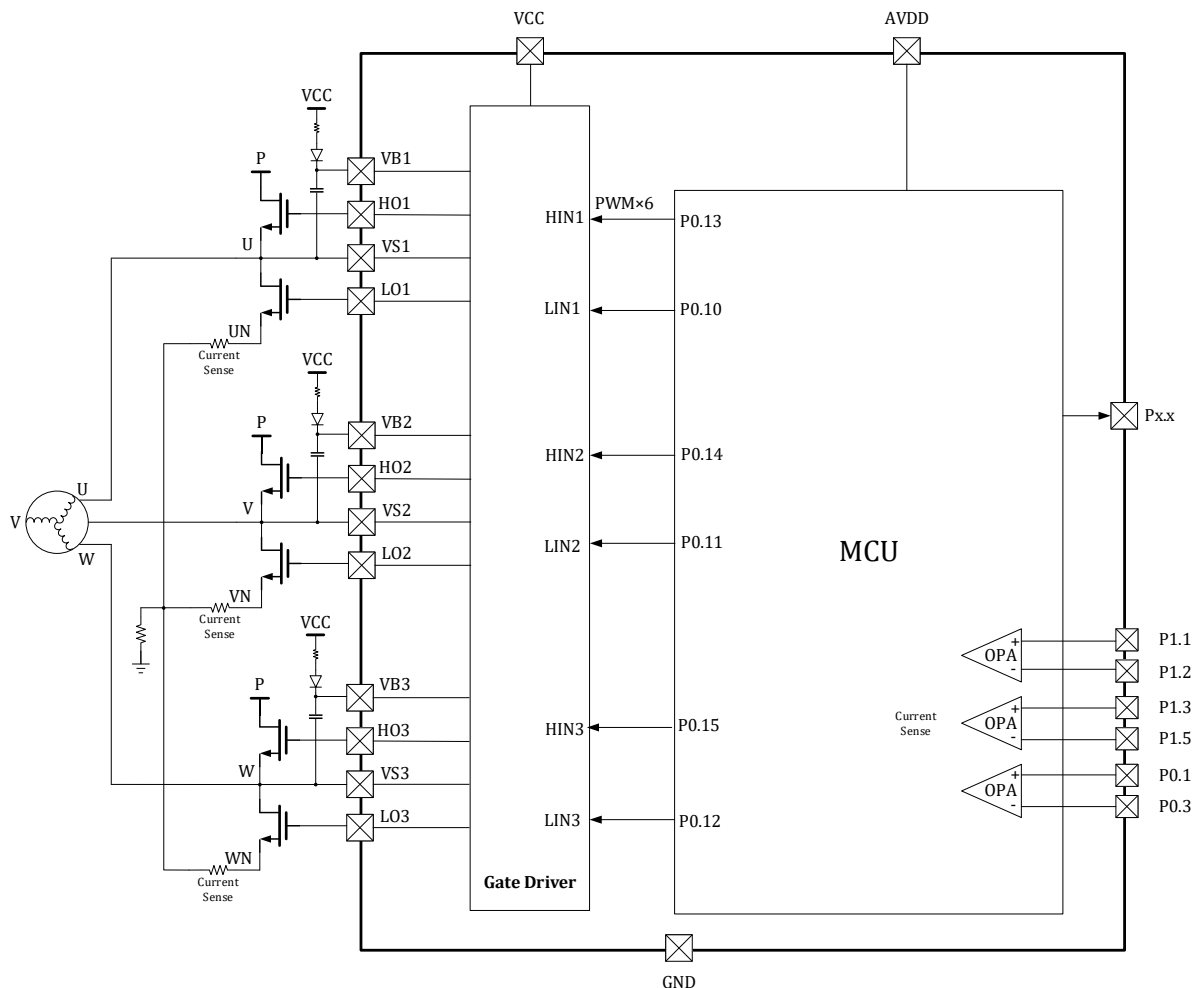 VCC
AVDD
VCC
VB1
P
HO1
PWM×6
HIN1
P0.13
U
VS1
LO1
LIN1
P0.10
UN
Current
Sense
VCC
Px.x
P
VB2
HO2
HIN2
P0.14
U
V
V
VS2
W
LO2
LIN2
P0.11
MCU
VN
Current
Sense
VCC
P1.1
+
OPA
-
P1.2
P
VB3
P1.3
+
OPA
-
Current
Sense
P1.5
HO3
HIN3
P0.15
W
VS3
P0.1
+
OPA
-
P0.3
LO3
LIN3
P0.12
WN
Current
Sense
Gate Driver
GND